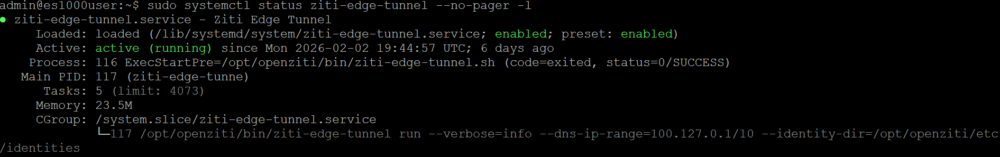 admin@es1000user:~$ sudo systemctl status ziti-edge-tunnel --no-pager -l
● ziti-edge-tunnel.service - Ziti Edge Tunnel
Loaded: loaded (/lib/systemd/system/ziti-edge-tunnel.service; enabled; preset: enabled)
Active: active (running) since Mon 2026-02-02 19:44:57 UTC; 6 days ago
Process: 116 ExecStartPre=/opt/openziti/bin/ziti-edge-tunnel.sh (code=exited, status=0/SUCCESS)
Main PID: 117 (ziti-edge-tunne)
Tasks: 5 (limit: 4073)
Memory: 23.5M
CGroup: /system.slice/ziti-edge-tunnel.service
└─117 /opt/openziti/bin/ziti-edge-tunnel run --verbose=info --dns-ip-range=100.127.0.1/10 --identity-dir=/opt/openziti/etc
/identities